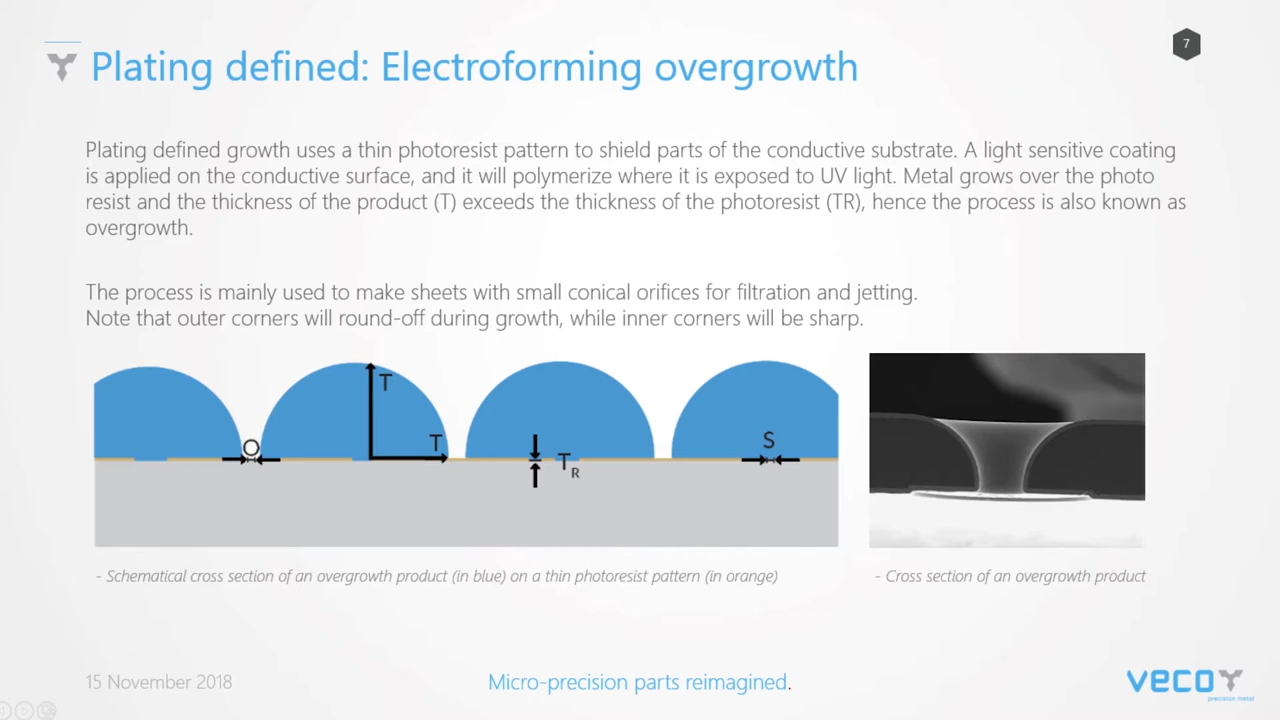 7
Plating defined: Electroforming overgrowth
Plating defined growth uses a thin photoresist pattern to shield parts of the conductive substrate. A light sensitive coating
is applied on the conductive surface, and it will polymerize where it is exposed to UV light. Metal grows over the photo
resist and the thickness of the product (T) exceeds the thickness of the photoresist (TR), hence the process is also known as
overgrowth.
The process is mainly used to make sheets with small conical orifices for filtration and jetting.
Note that outer corners will round-off during growth, while inner corners will be sharp.
T
O
T
TR
S
- Schematical cross section of an overgrowth product (in blue) on a thin photoresist pattern (in orange)
- Cross section of an overgrowth product
15 November 2018
Micro-precision parts reimagined.
veco
precision metal